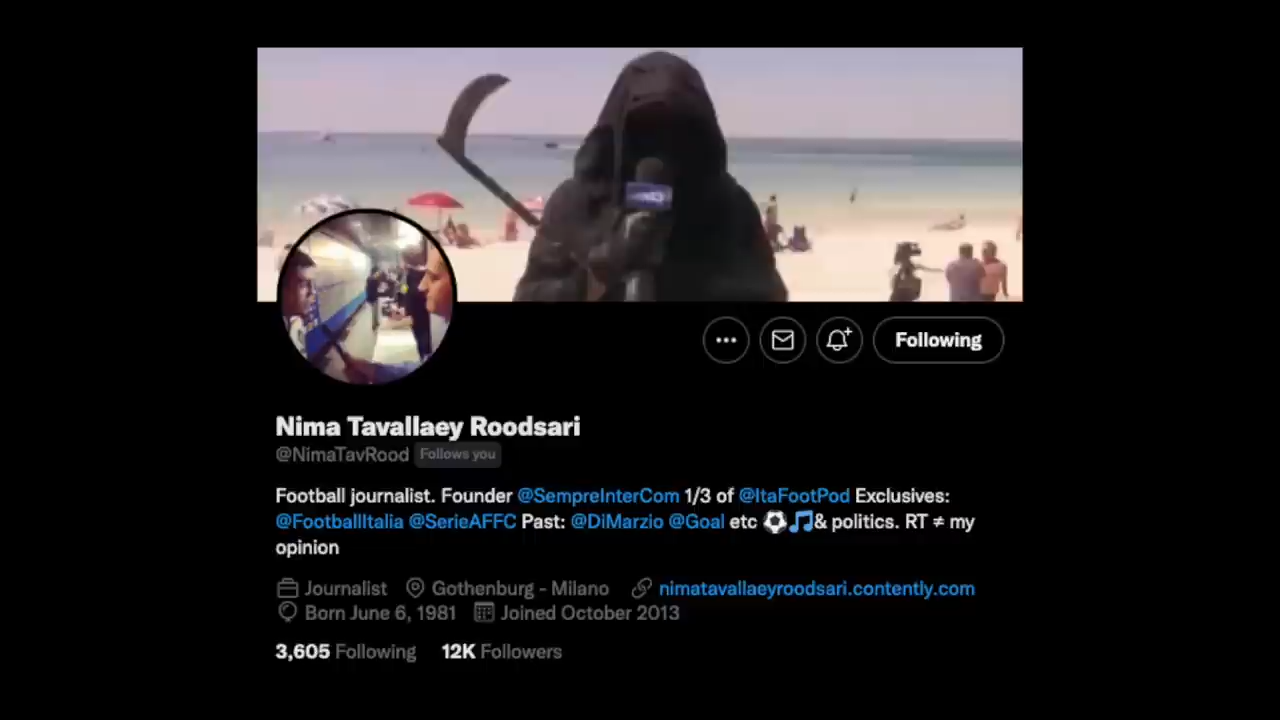 Following
Nima Tavallaey Roodsari
@NimaTavRood Follows you
Football journalist. Founder @SempreInterCom 1/3 of @ItaFootPod Exclusives:
@FootballItalia @SerieAFFC Past: @DiMarzio @Goal etc ⚽🎵& politics. RT ≠ my
opinion
Journalist Gothenburg - Milano nimatavallaeyroodsari.contently.com
Born June 6, 1981 Joined October 2013
3,605 Following 12K Followers